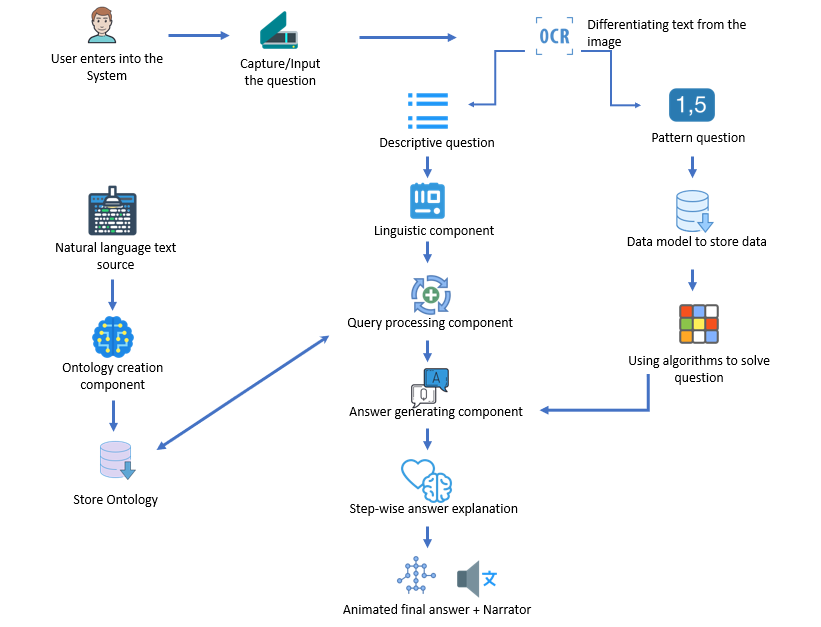 User enters into the
System
Capture/Input
the question
OCR
Differentiating text from the
image
Descriptive question
1,5
Pattern question
Linguistic component
Data model to store data
Natural language text
source
Query processing component
Using algorithms to solve
question
Ontology creation
component
A
Q
Answer generating component
Store Ontology
Step-wise answer explanation
文
Animated final answer + Narrator